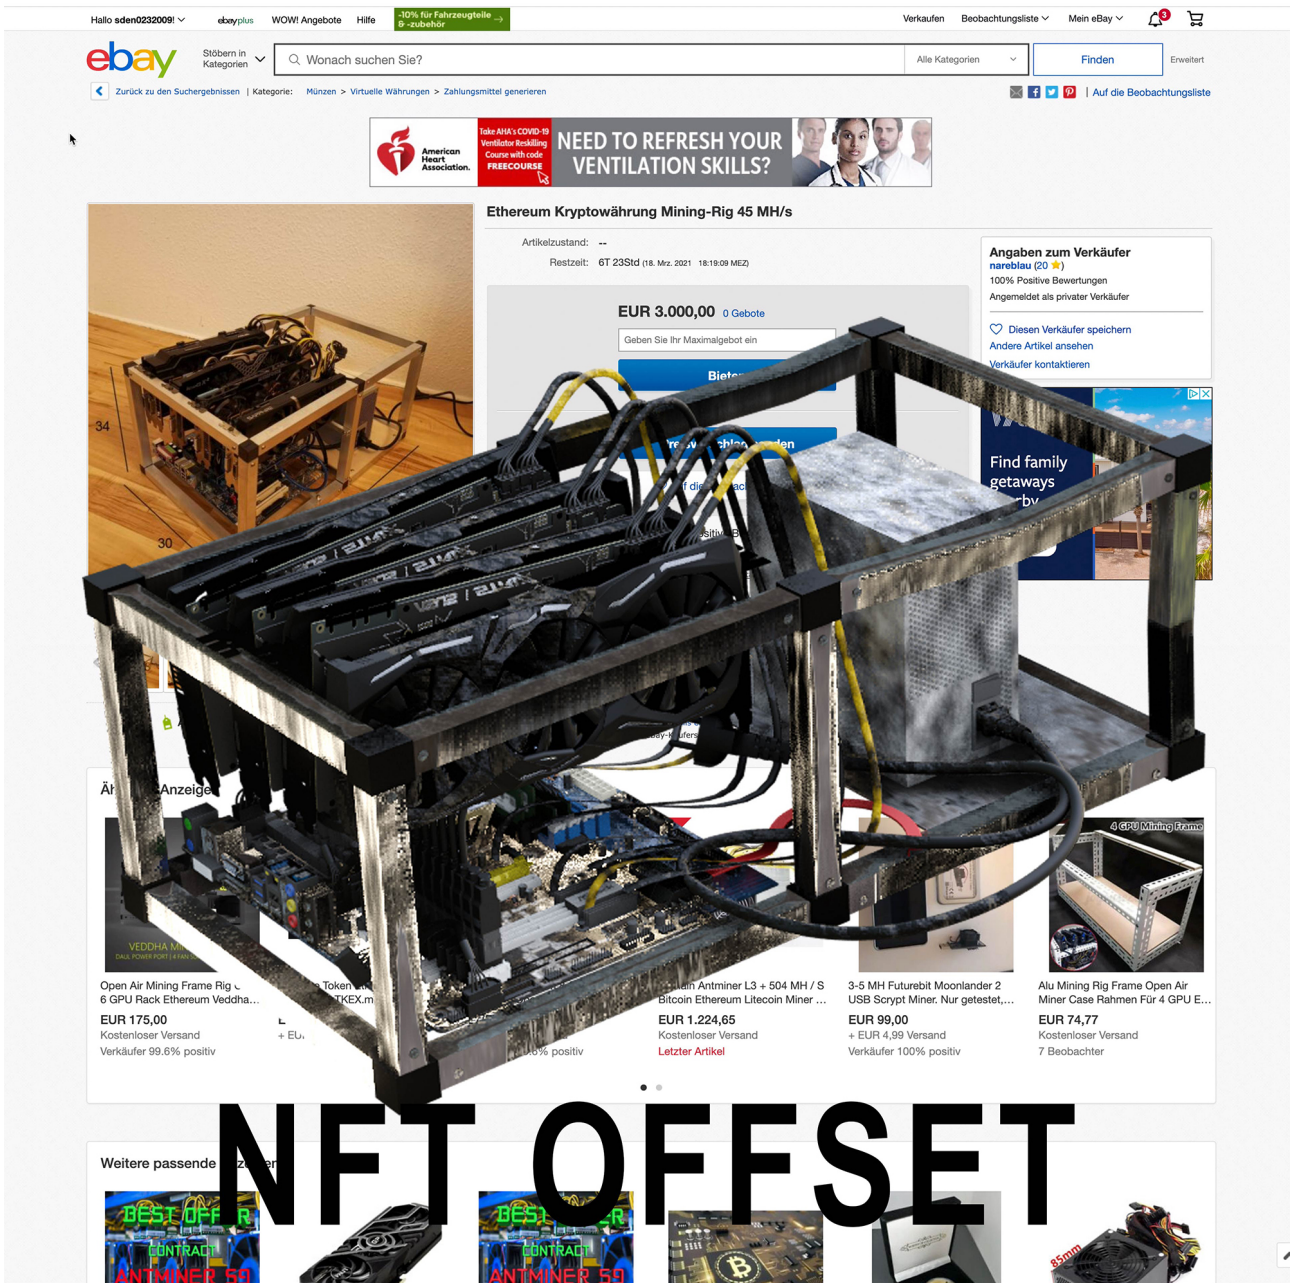 Hallo sden0232009!
ebayplus
WOW! Angebote
Hilfe
-10% für Fahrzeugteile
& -zubehör
Verkaufen
Beobachtungsliste
Mein eBay
3
ebay
Stöbern in
Kategorien
Wonach suchen Sie?
Alle Kategorien
Finden
Erweitert
Zurück zu den Suchergebnissen | Kategorie: Münzen > Virtuelle Währungen > Zahlungsmittel generieren
| Auf die Beobachtungsliste
American
Heart
Association.
Take AHA's COVID-19
Ventilator Reskilling
Course with code
FREECOURSE
NEED TO REFRESH YOUR
VENTILATION SKILLS?
34
30
Ethereum Kryptowährung Mining-Rig 45 MH/s
Artikelzustand: --
Restzeit: 6T 23Std (18. Mrz. 2021 18:19:09 MEZ)
EUR 3.000,00 0 Gebote
Geben Sie Ihr Maximalgebot ein
Angaben zum Verkäufer
nareblau (20 )
100% Positive Bewertungen
Angemeldet als privater Verkäufer
Diesen Verkäufer speichern
Andere Artikel ansehen
Verkäufer kontaktieren
Find family
getaways
Anzeige
VEDDHA
4 GPU Mining Frame
Open Air Mining Frame Rig
6 GPU Rack Ethereum Veddha...
EUR 175,00
Kostenloser Versand
Verkäufer 99.6% positiv
Token
positiv
Antminer L3 + 504 MH / S
Bitcoin Ethereum Litecoin Miner ...
EUR 1.224,65
Kostenloser Versand
Letzter Artikel
3-5 MH Futurebit Moonlander 2
USB Scrypt Miner. Nur getestet,...
EUR 99,00
+ EUR 4,99 Versand
Verkäufer 100% positiv
Alu Mining Rig Frame Open Air
Miner Case Rahmen Für 4 GPU E...
EUR 74,77
Kostenloser Versand
7 Beobachter
NFT OFFSET
Weitere passende
BEST OFFER
CONTRACT
ANTMINER S9
BEST OFFER
CONTRACT
ANTMINER S9
85mm